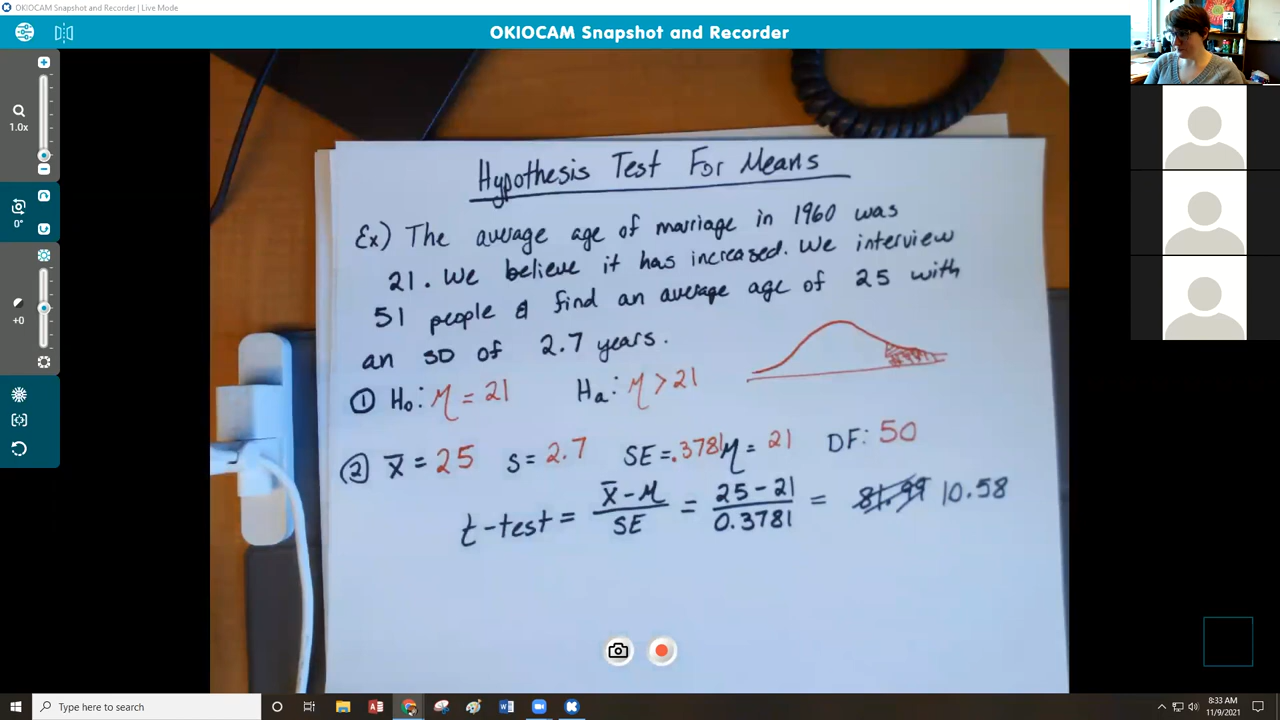 OKIOCAM Snapshot and Recorder | Live Mode
OKIOCAM Snapshot and Recorder
1.0x
0°
+0
Hypothesis Test For Means
Ex) The average age of marriage in 1960 was
21. We believe it has increased. We interview
51 people & find an average age of 25 with
an SD of 2.7 years.
① H₀: μ = 21 Hₐ: μ > 21
② x̄ = 25 s = 2.7 SE = .3781 μ = 21 DF: 50
t-test = x̄ - μ / SE = 25 - 21 / 0.3781 = 81.99 10.58
Type here to search
8:33 AM
11/9/2021